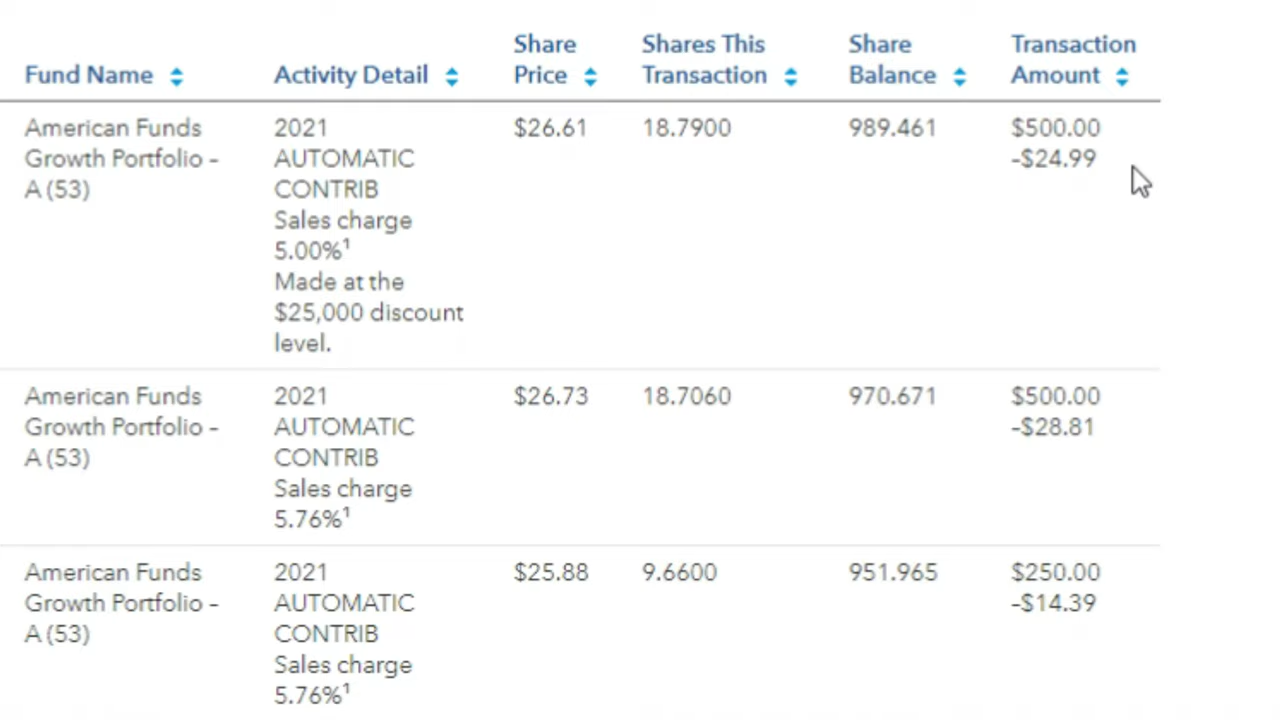 Fund Name
Activity Detail
Share Price
Shares This Transaction
Share Balance
Transaction Amount
American Funds
Growth Portfolio -
A (53)
2021
AUTOMATIC
CONTRIB
Sales charge
5.00%¹
Made at the
$25,000 discount
level.
$26.61
18.7900
989.461
$500.00
-$24.99
American Funds
Growth Portfolio -
A (53)
2021
AUTOMATIC
CONTRIB
Sales charge
5.76%¹
$26.73
18.7060
970.671
$500.00
-$28.81
American Funds
Growth Portfolio -
A (53)
2021
AUTOMATIC
CONTRIB
Sales charge
5.76%¹
$25.88
9.6600
951.965
$250.00
-$14.39